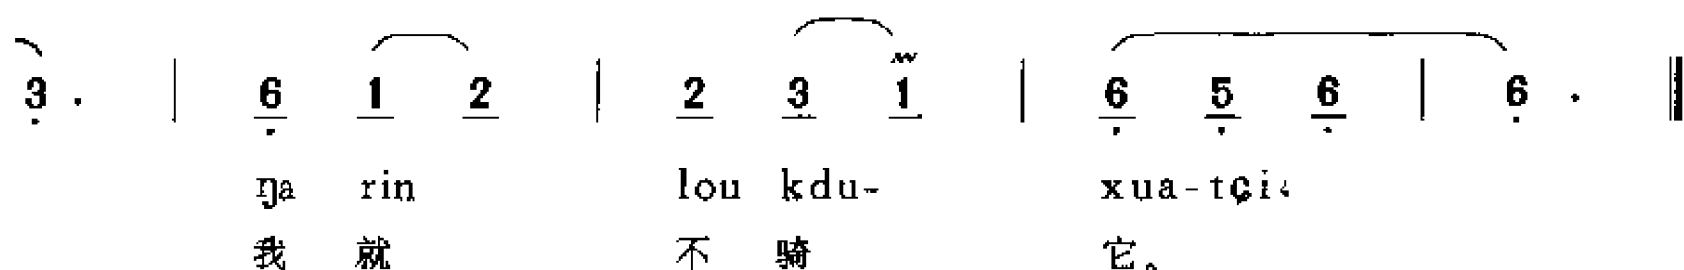 3 . | 6 1 2 | 2 3 1 | 6 5 6 | 6 . ‖
ŋa rin lou kdu- xua-tɕi.
我 就 不 骑 它。